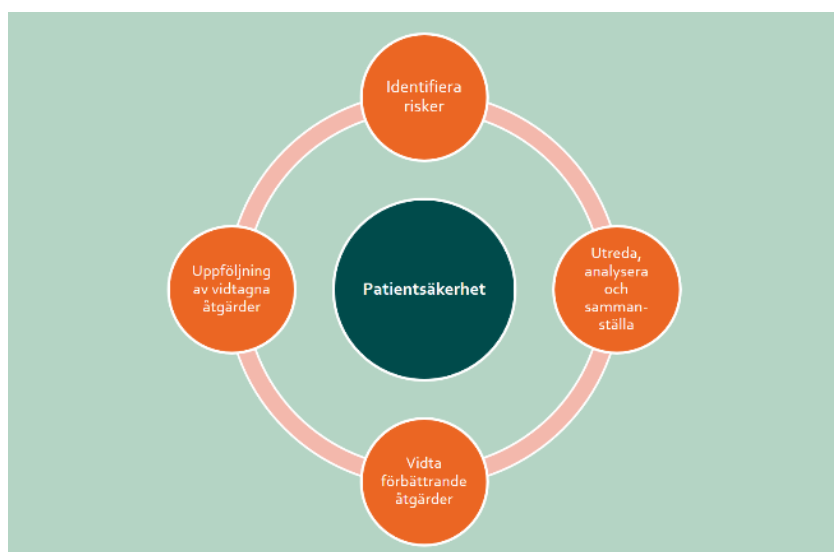 Identifiera
risker
Utreda,
analysera
och
samman-
ställa
Patientsäkerhet
Uppföljning
av vidtagna
åtgärder
Vidta
förbättrande
åtgärder